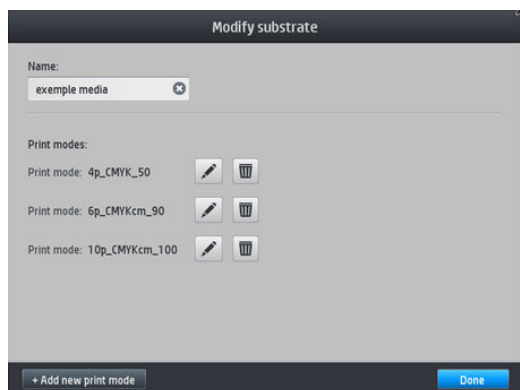 Modify substrate
Name:
exemple media
Print modes:
Print mode: 4p_CMYK_50
Print mode: 6p_CMYKcm_90
Print mode: 10p_CMYKcm_100
+ Add new print mode
Done